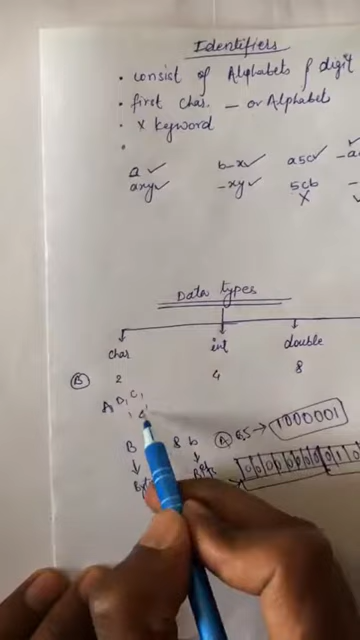 Identifiers
• consist of Alphabets & digit
• first char. — or Alphabet
• x keyword
•
a ✓ b-x ✓ a5c ✓ -a
axy ✓ -xy ✓ 5cb -
X
Data types
char int double
B 2 4 8
A, D, C,
B 8 b A 65 → 1000001